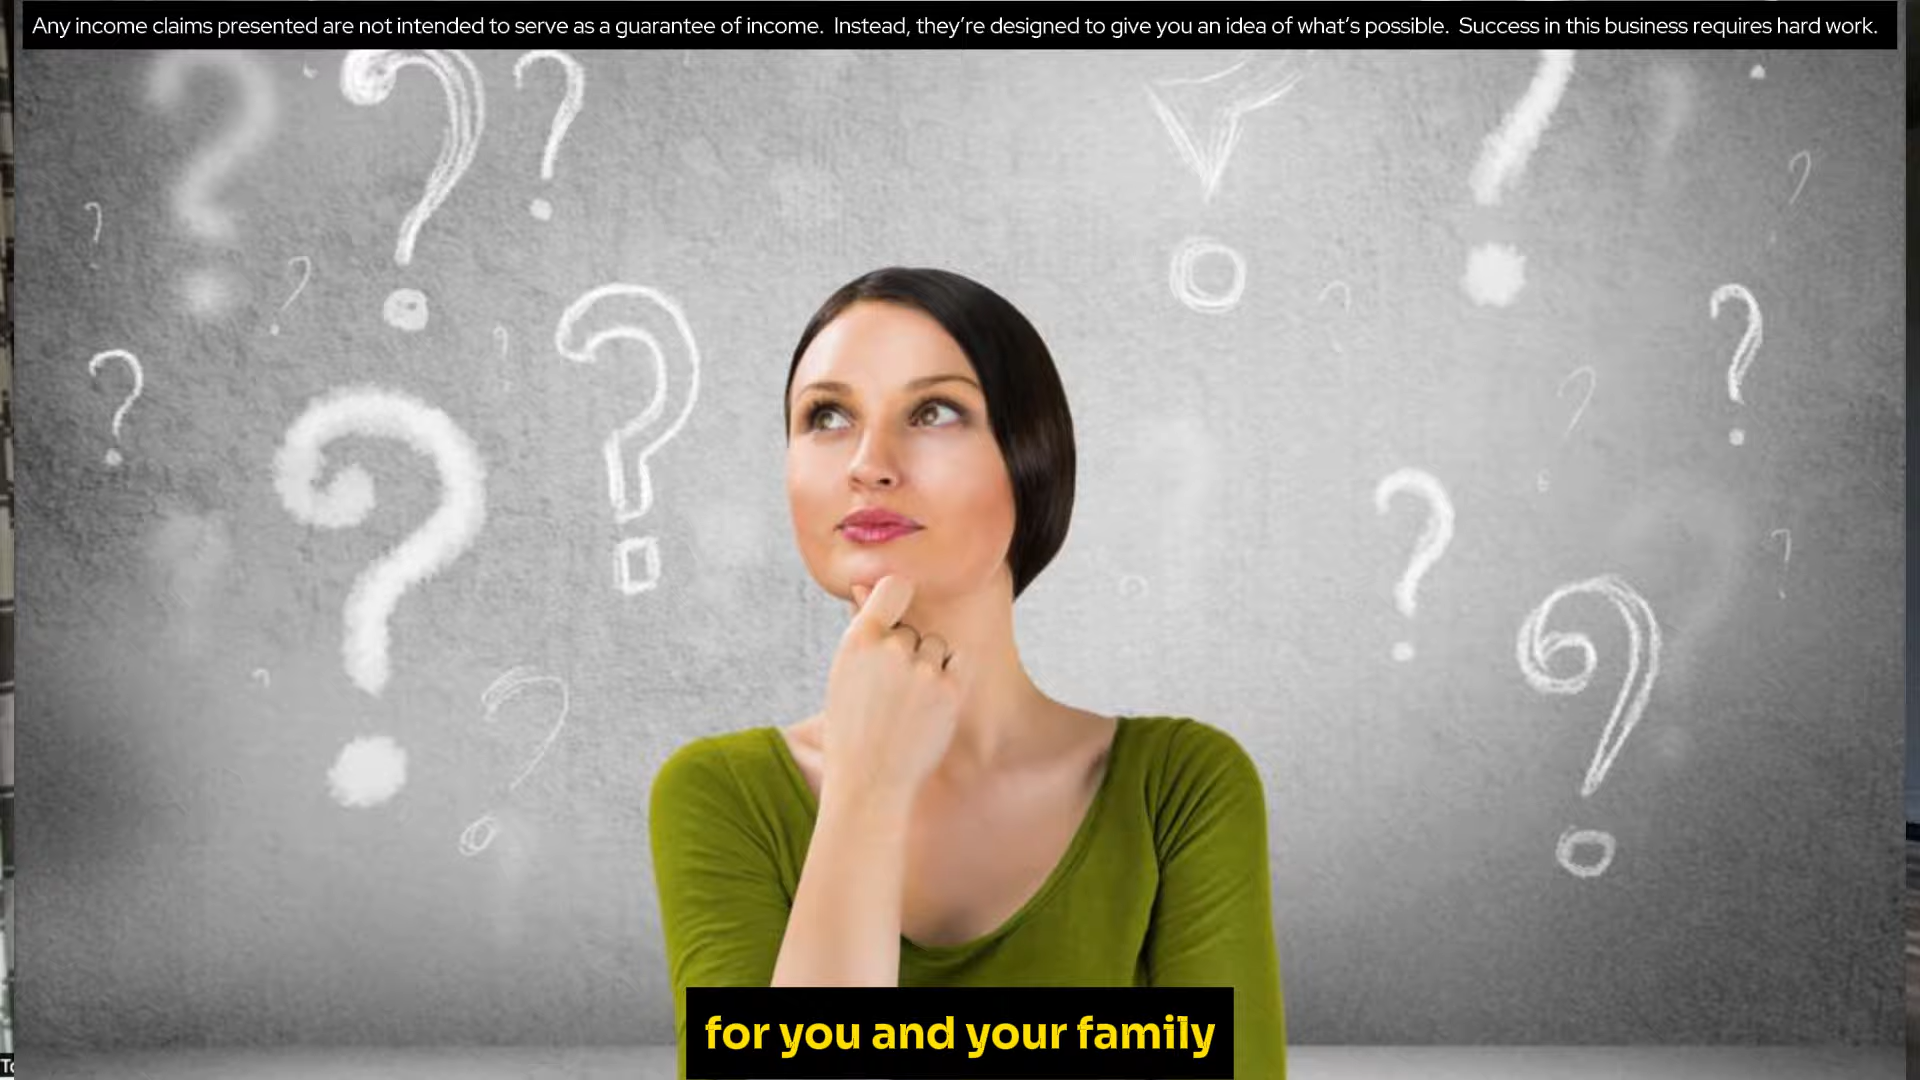 Any income claims presented are not intended to serve as a guarantee of income. Instead, they're designed to give you an idea of what's possible. Success in this business requires hard work.
for you and your family